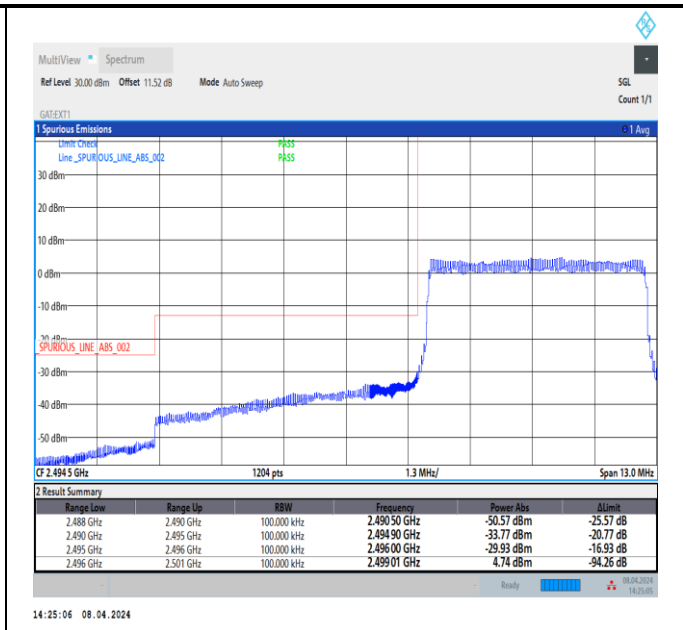 MultiView Spectrum
Ref Level 30.00 dBm Offset 11.52 dB Mode Auto Sweep SGL
Count 1/1
GAT:EXT1
1 Spurious Emissions 1 Avg
Limit Check PASS
Line _SPURIOUS_LINE_ABS_002 PASS
30 dBm
20 dBm
10 dBm
0 dBm
-10 dBm
-20 dBm
_SPURIOUS_LINE_ABS_002
-30 dBm
-40 dBm
-50 dBm
CF 2.494 5 GHz 1204 pts 1.3 MHz/ Span 13.0 MHz
2 Result Summary
Range Low Range Up RBW Frequency Power Abs ΔLimit
2.488 GHz 2.490 GHz 100.000 kHz 2.490 50 GHz -50.57 dBm -25.57 dB
2.490 GHz 2.495 GHz 100.000 kHz 2.494 90 GHz -33.77 dBm -20.77 dB
2.495 GHz 2.496 GHz 100.000 kHz 2.496 00 GHz -29.93 dBm -16.93 dB
2.496 GHz 2.501 GHz 100.000 kHz 2.499 01 GHz 4.74 dBm -94.26 dB
Ready 08.04.2024
14:25:05
14:25:06 08.04.2024